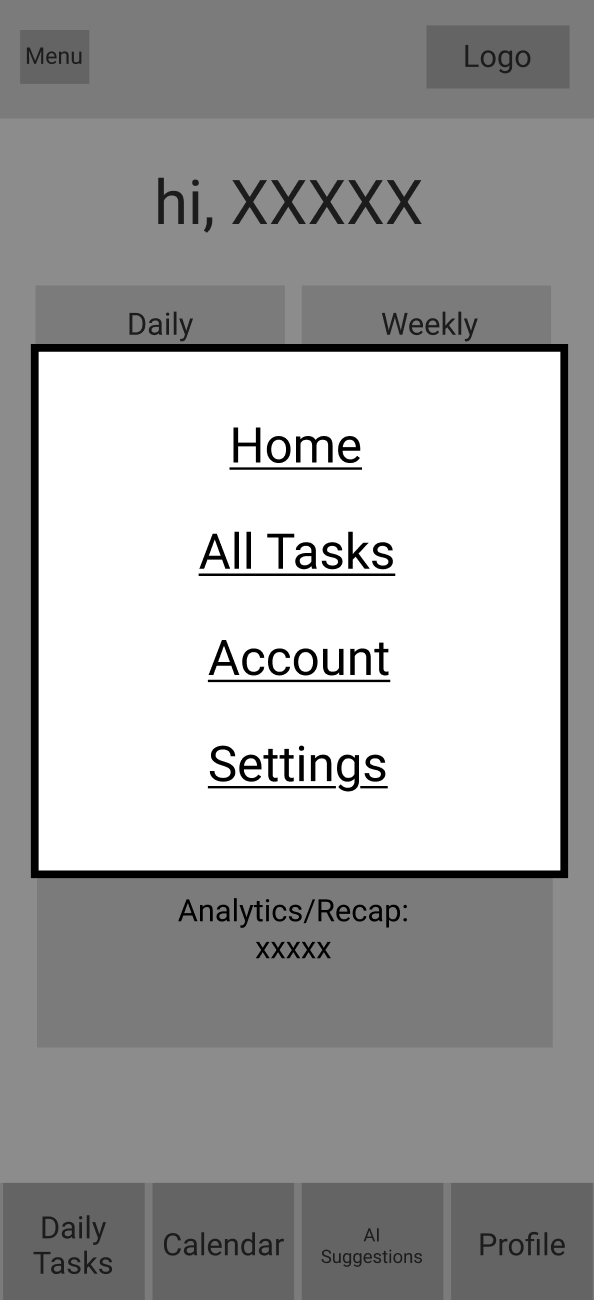 Menu
Logo
hi, XXXXX
Daily
Weekly
Home
All Tasks
Account
Settings
Analytics/Recap:
xxxxx
Daily
Tasks
Calendar
AI
Suggestions
Profile